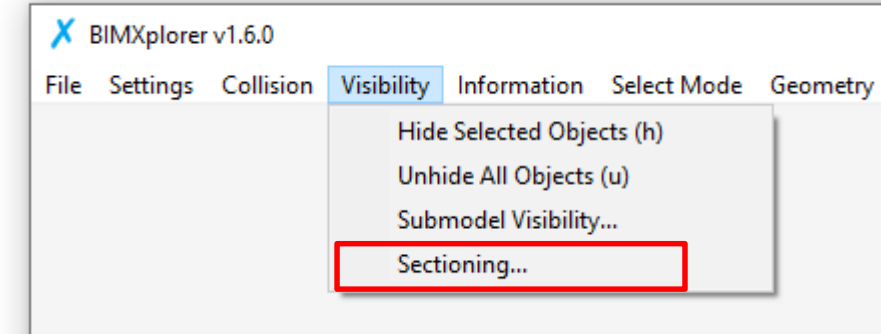 BIMXplorer v1.6.0
File Settings Collision Visibility Information Select Mode Geometry
Hide Selected Objects (h)
Unhide All Objects (u)
Submodel Visibility...
Sectioning...